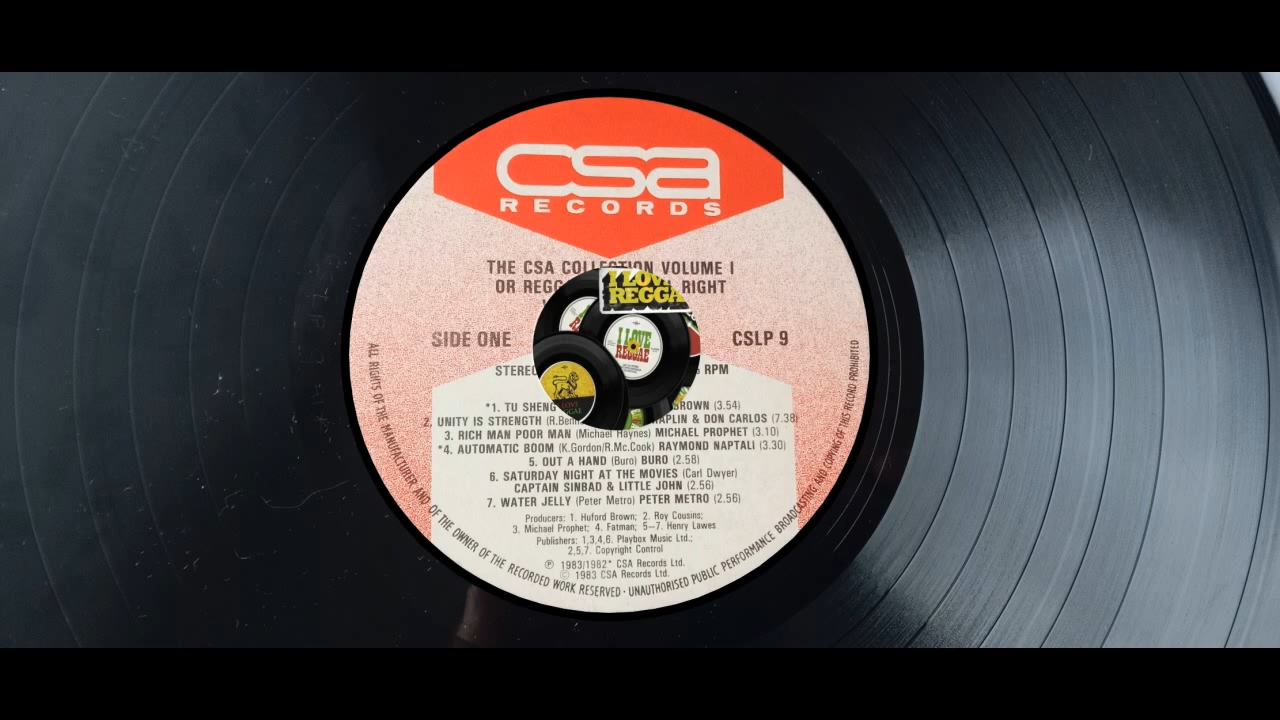 csa
RECORDS
THE CSA COLLECTION VOLUME I
OR REGG RIGHT
I LOVE
REGGA
SIDE ONE
I LOVE
REGGAE
CSLP 9
STEREO RPM
*1. TU SHENG BROWN (3.54)
2. UNITY IS STRENGTH (R.Benn APLIN & DON CARLOS (7.38)
3. RICH MAN POOR MAN (Michael Haynes) MICHAEL PROPHET (3.10)
*4. AUTOMATIC BOOM (K.Gordon/R.Mc.Cook) RAYMOND NAPTALI (3.30)
5. OUT A HAND (Buro) BURO (2.58)
6. SATURDAY NIGHT AT THE MOVIES (Carl Dwyer)
CAPTAIN SINBAD & LITTLE JOHN (2.56)
7. WATER JELLY (Peter Metro) PETER METRO (2.56)
Producers: 1. Huford Brown; 2. Roy Cousins;
3. Michael Prophet; 4. Fatman; 5–7. Henry Lawes
Publishers: 1,3,4,6. Playbox Music Ltd.;
2,5,7. Copyright Control
℗ 1983/1982* CSA Records Ltd.
© 1983 CSA Records Ltd.
ALL RIGHTS OF THE MANUFACTURER AND OF THE OWNER OF THE RECORDED WORK RESERVED · UNAUTHORISED PUBLIC PERFORMANCE BROADCASTING AND COPYING OF THIS RECORD PROHIBITED